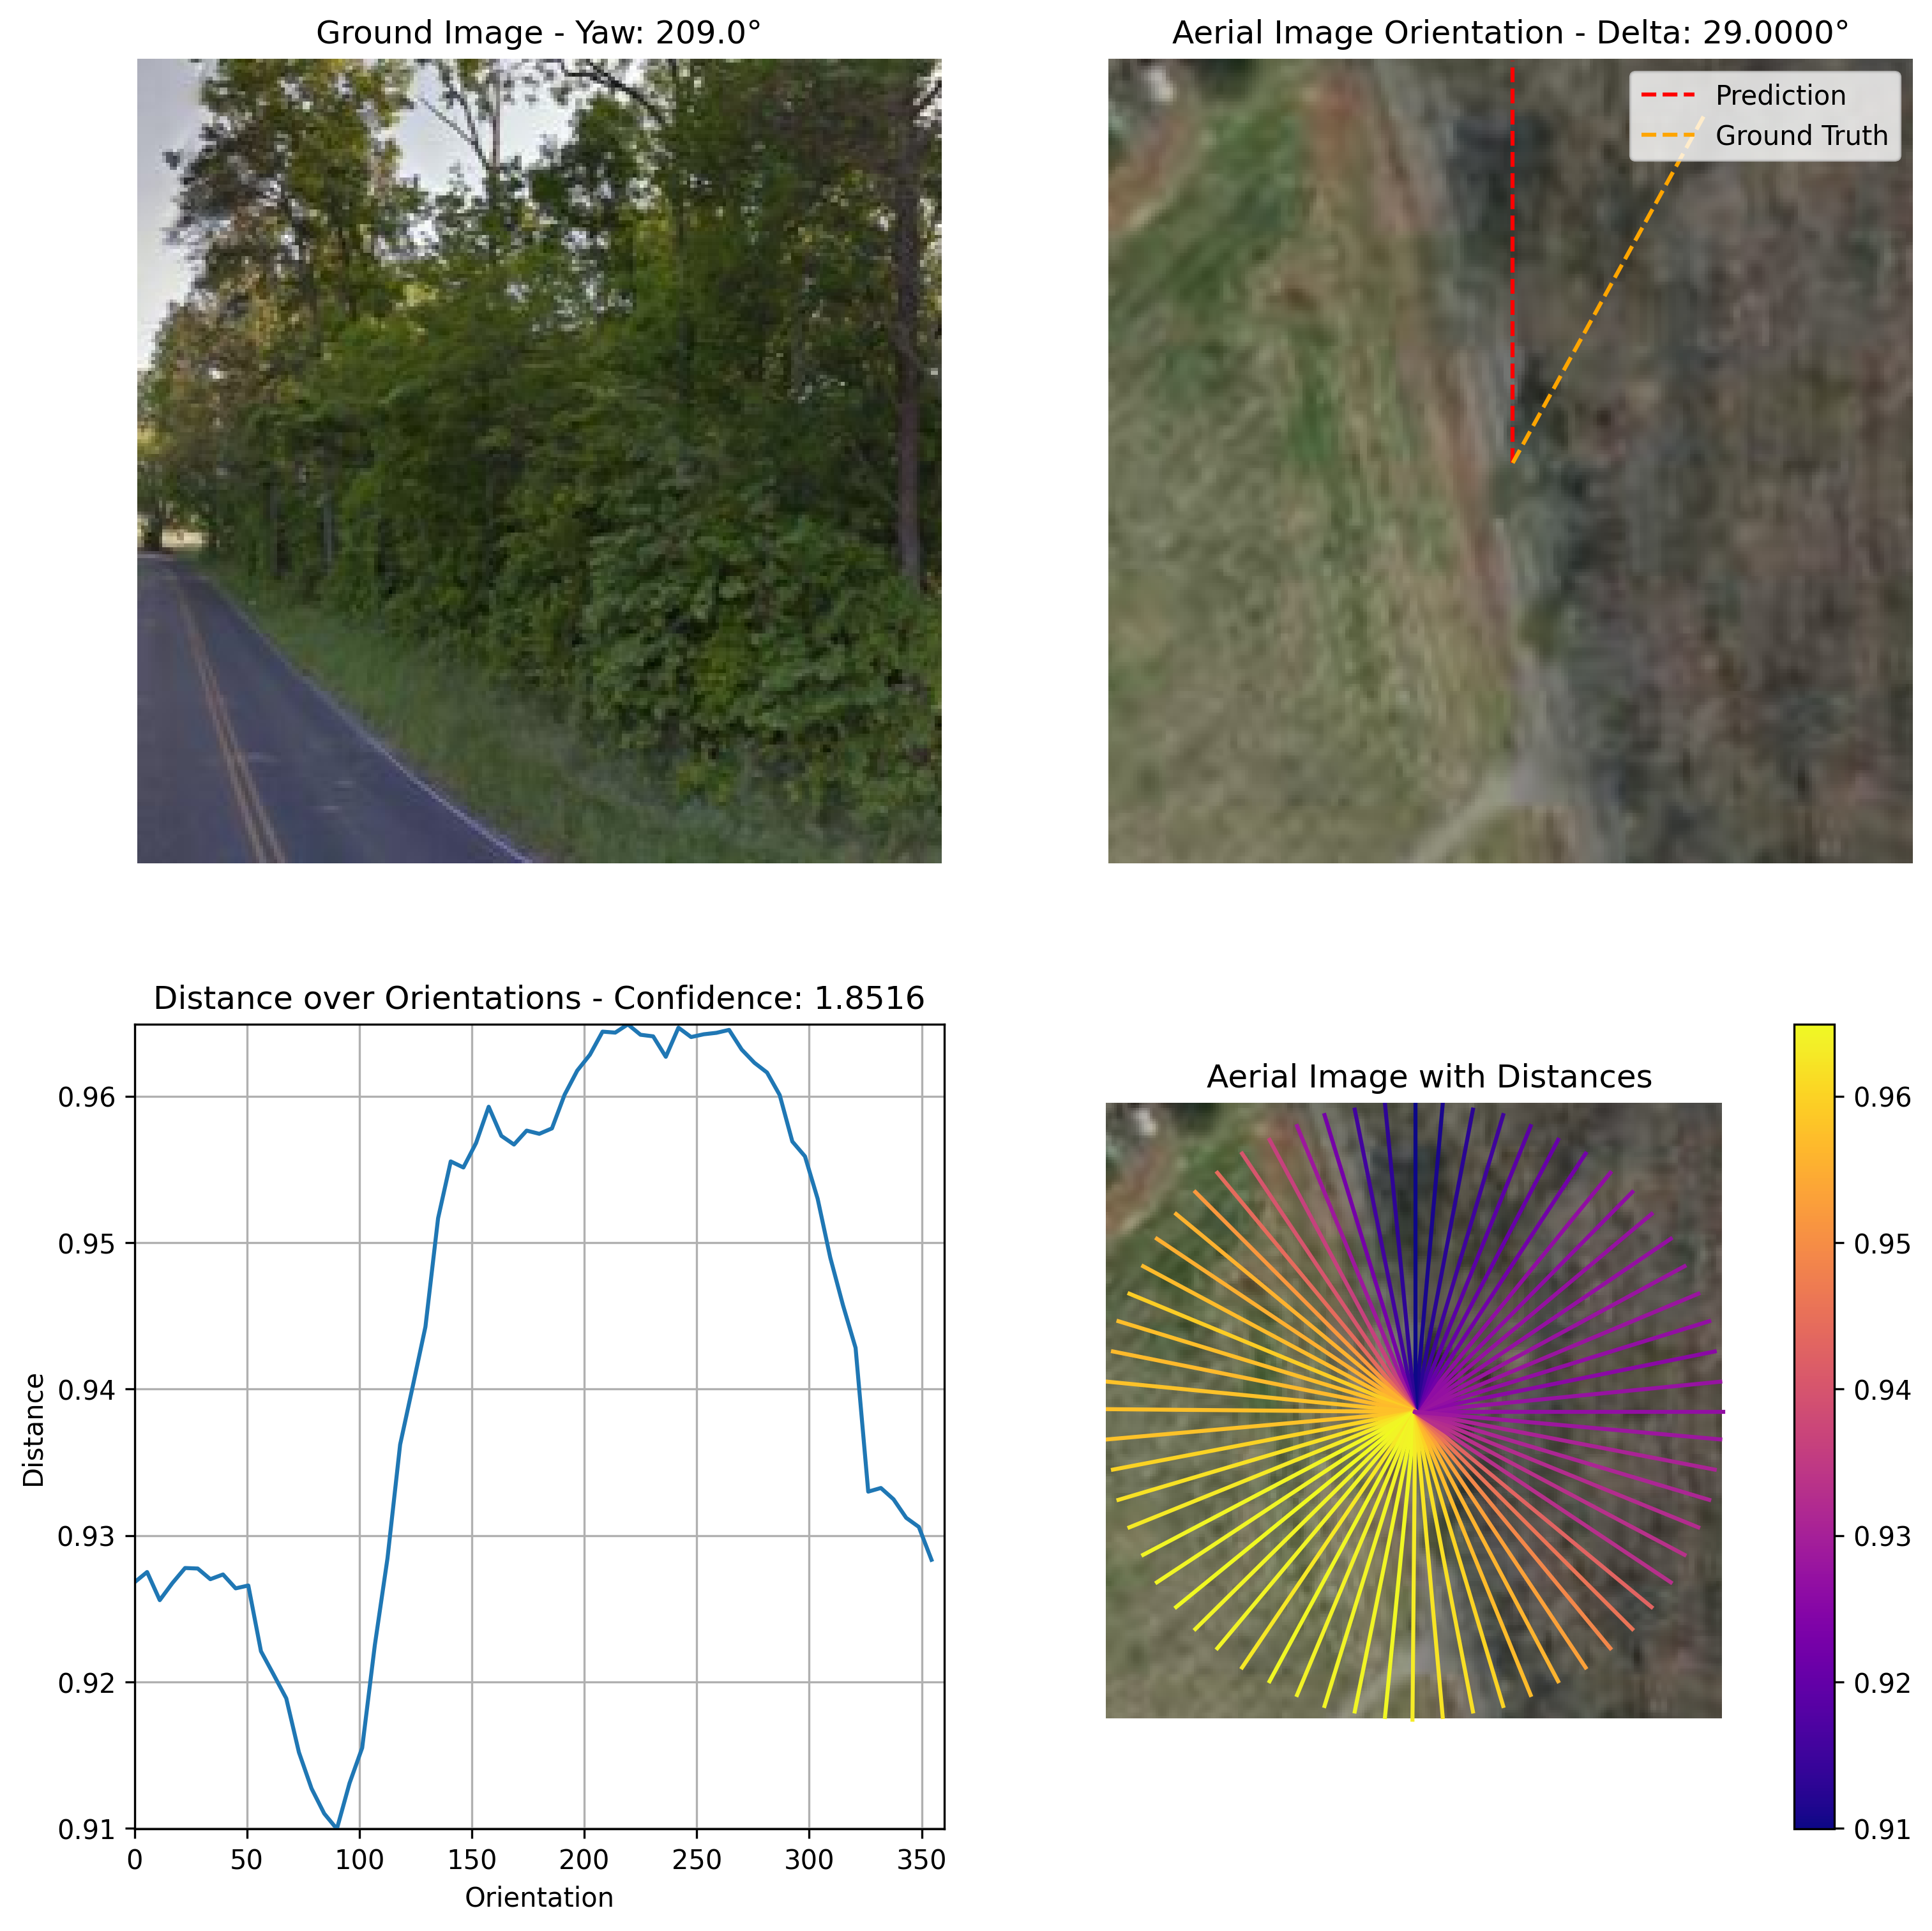 Ground Image - Yaw: 209.0°
Aerial Image Orientation - Delta: 29.0000°
Prediction
Ground Truth
Distance over Orientations - Confidence: 1.8516
0.96
0.95
0.94
0.93
0.92
0.91
Distance
0
50
100
150
200
250
300
350
Orientation
Aerial Image with Distances
0.96
0.95
0.94
0.93
0.92
0.91